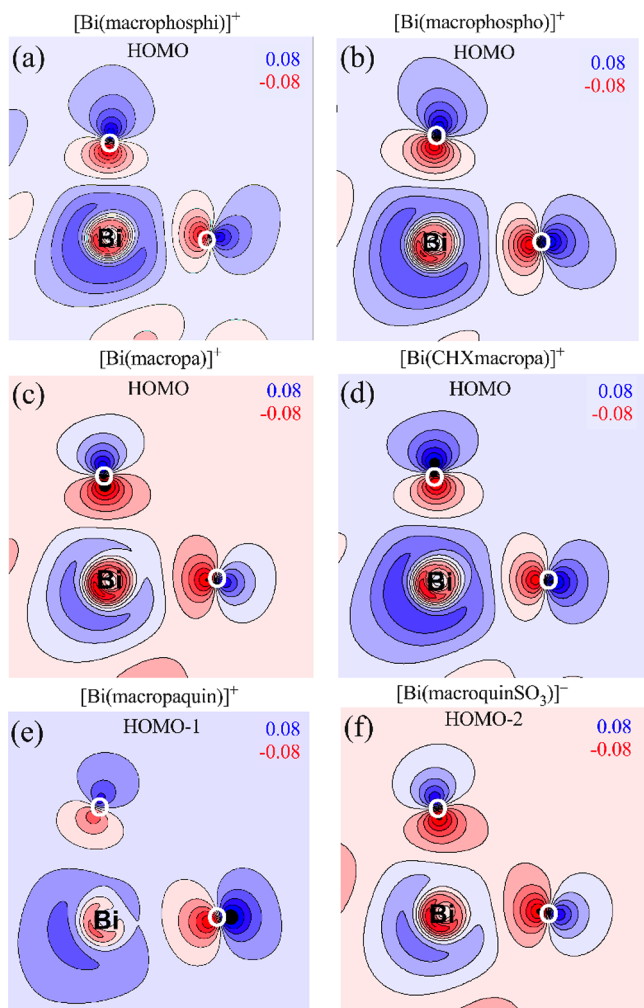 [Bi(macrophosphi)]⁺
(a)
HOMO
0.08
-0.08
O
Bi
O
[Bi(macrophospho)]⁺
(b)
HOMO
0.08
-0.08
O
Bi
O
[Bi(macropa)]⁺
(c)
HOMO
0.08
-0.08
O
Bi
O
[Bi(CHXmacropa)]⁺
(d)
HOMO
0.08
-0.08
O
Bi
O
[Bi(macropaquin)]⁺
(e)
HOMO-1
0.08
-0.08
O
Bi
O
[Bi(macroquinSO₃)]⁻
(f)
HOMO-2
0.08
-0.08
O
Bi
O